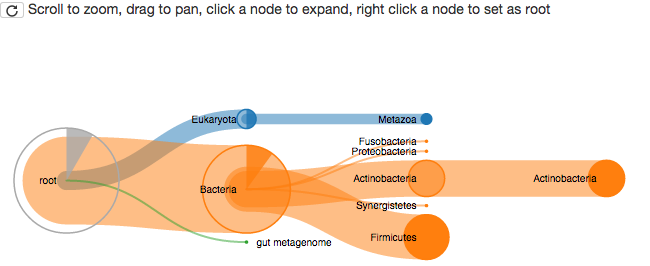 Scroll to zoom, drag to pan, click a node to expand, right click a node to set as root
Eukaryota
Metazoa
Fusobacteria
Proteobacteria
root
Bacteria
Actinobacteria
Actinobacteria
Synergistetes
Firmicutes
gut metagenome